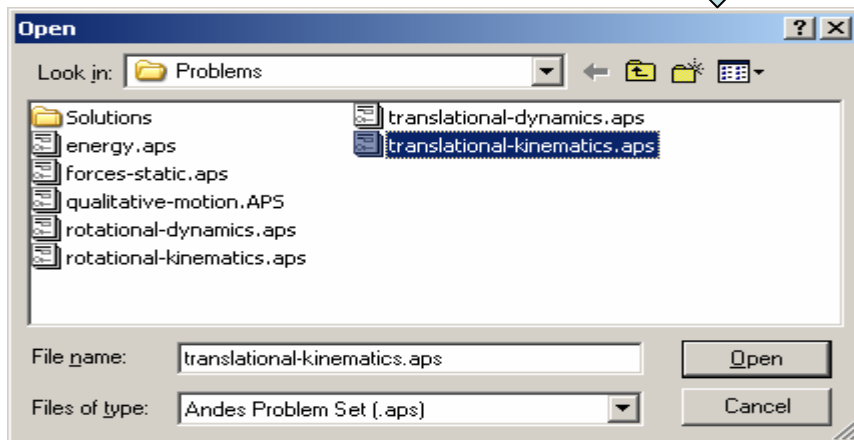 Open
Look in: Problems
Solutions
energy.aps
forces-static.aps
qualitative-motion.APS
rotational-dynamics.aps
rotational-kinematics.aps
translational-dynamics.aps
translational-kinematics.aps
File name: translational-kinematics.aps Open
Files of type: Andes Problem Set (.aps) Cancel